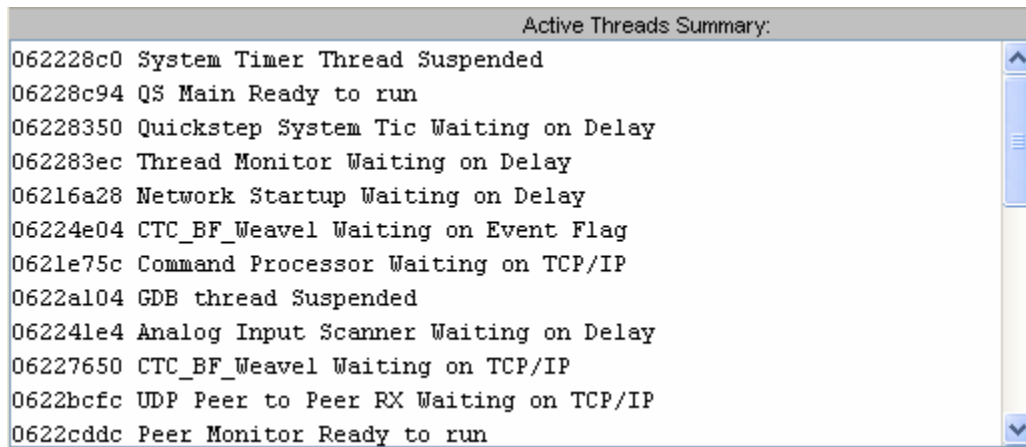 Active Threads Summary:
062228c0 System Timer Thread Suspended
06228c94 QS Main Ready to run
06228350 Quickstep System Tic Waiting on Delay
062283ec Thread Monitor Waiting on Delay
06216a28 Network Startup Waiting on Delay
06224e04 CTC_BF_Weavel Waiting on Event Flag
0621e75c Command Processor Waiting on TCP/IP
0622a104 GDB thread Suspended
062241e4 Analog Input Scanner Waiting on Delay
06227650 CTC_BF_Weavel Waiting on TCP/IP
0622bcfc UDP Peer to Peer RX Waiting on TCP/IP
0622cddc Peer Monitor Ready to run